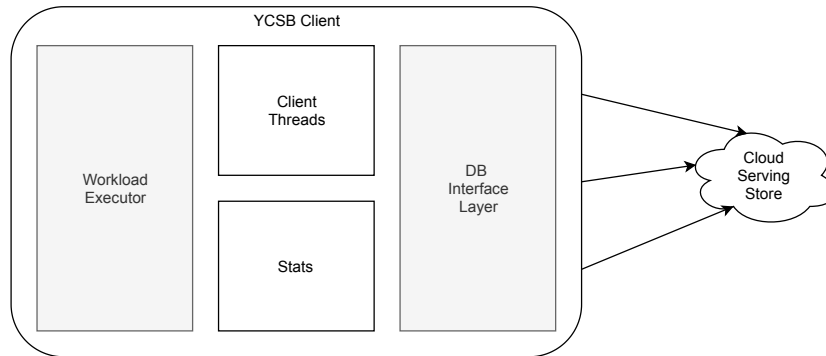 YCSB Client
Workload
Executor
Client
Threads
Stats
DB
Interface
Layer
Cloud
Serving
Store